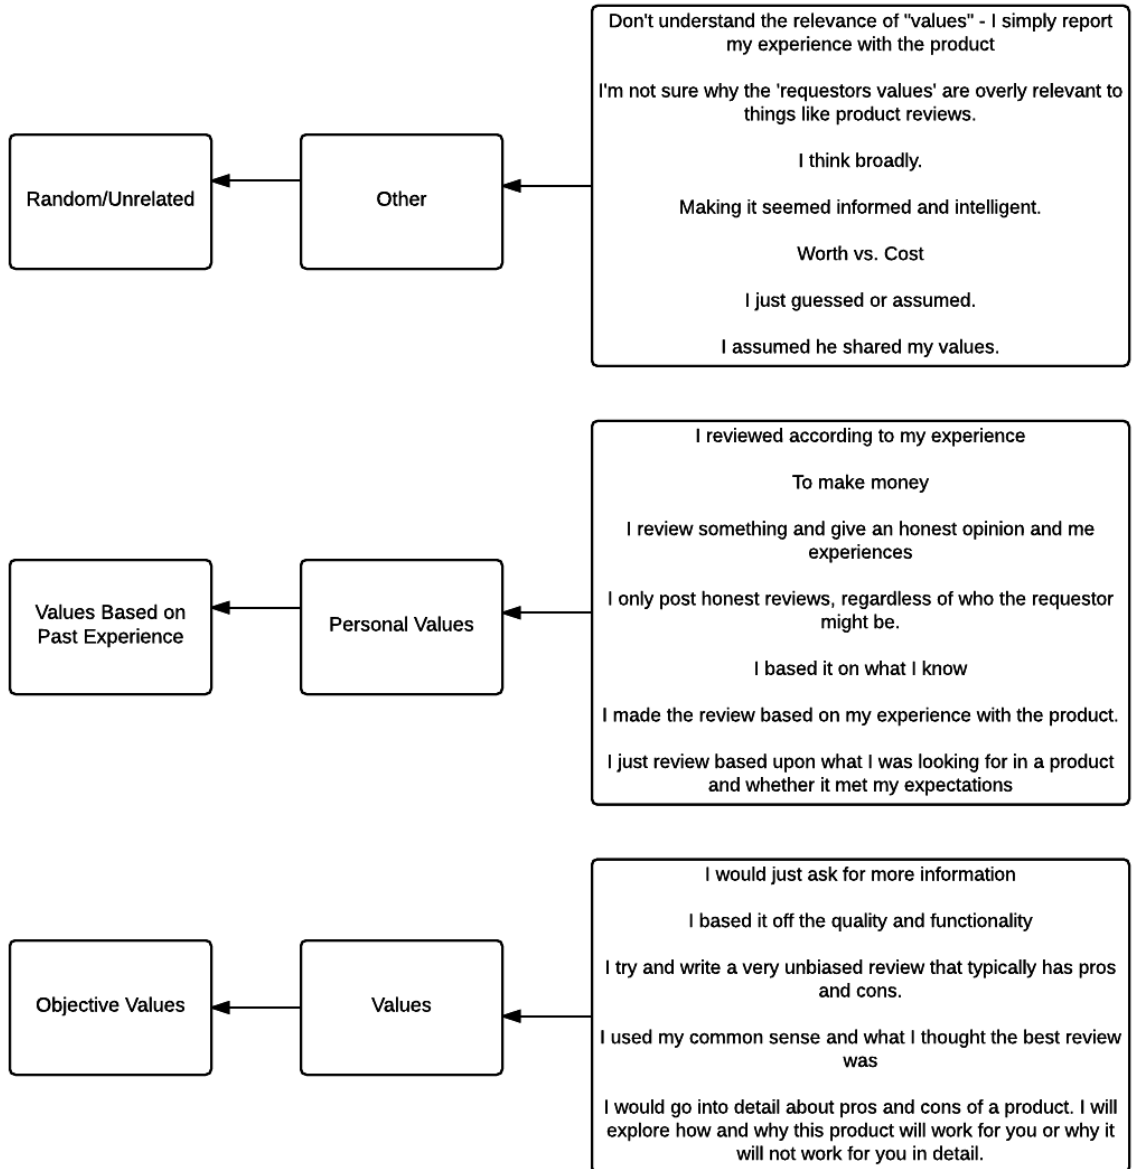 Don't understand the relevance of "values" - I simply report
my experience with the product
I'm not sure why the 'requestors values' are overly relevant to
things like product reviews.
I think broadly.
Making it seemed informed and intelligent.
Worth vs. Cost
I just guessed or assumed.
I assumed he shared my values.
Other
Random/Unrelated
I reviewed according to my experience
To make money
I review something and give an honest opinion and me
experiences
I only post honest reviews, regardless of who the requestor
might be.
I based it on what I know
I made the review based on my experience with the product.
I just review based upon what I was looking for in a product
and whether it met my expectations
Personal Values
Values Based on
Past Experience
I would just ask for more information
I based it off the quality and functionality
I try and write a very unbiased review that typically has pros
and cons.
I used my common sense and what I thought the best review
was
I would go into detail about pros and cons of a product. I will
explore how and why this product will work for you or why it
will not work for you in detail.
Values
Objective Values